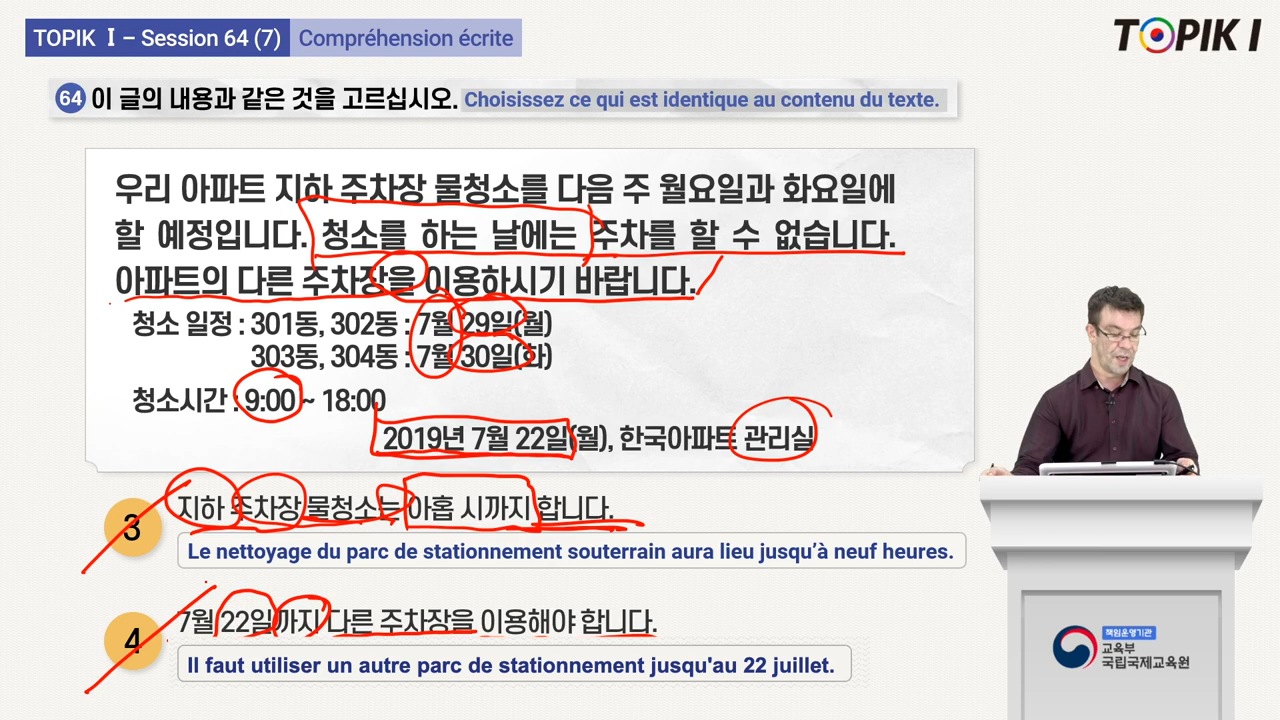 TOPIK I – Session 64 (7) Compréhension écrite
TOPIK I
64 이 글의 내용과 같은 것을 고르십시오. Choisissez ce qui est identique au contenu du texte.
우리 아파트 지하 주차장 물청소를 다음 주 월요일과 화요일에
할 예정입니다. 청소를 하는 날에는 주차를 할 수 없습니다.
아파트의 다른 주차장을 이용하시기 바랍니다.
청소 일정 : 301동, 302동 : 7월 29일(월)
303동, 304동 : 7월 30일(화)
청소시간 : 9:00 ~ 18:00
2019년 7월 22일(월), 한국아파트 관리실
3 지하 주차장 물청소는 아홉 시까지 합니다.
Le nettoyage du parc de stationnement souterrain aura lieu jusqu'à neuf heures.
4 7월 22일까지 다른 주차장을 이용해야 합니다.
Il faut utiliser un autre parc de stationnement jusqu'au 22 juillet.
책임운영기관
교육부
국립국제교육원